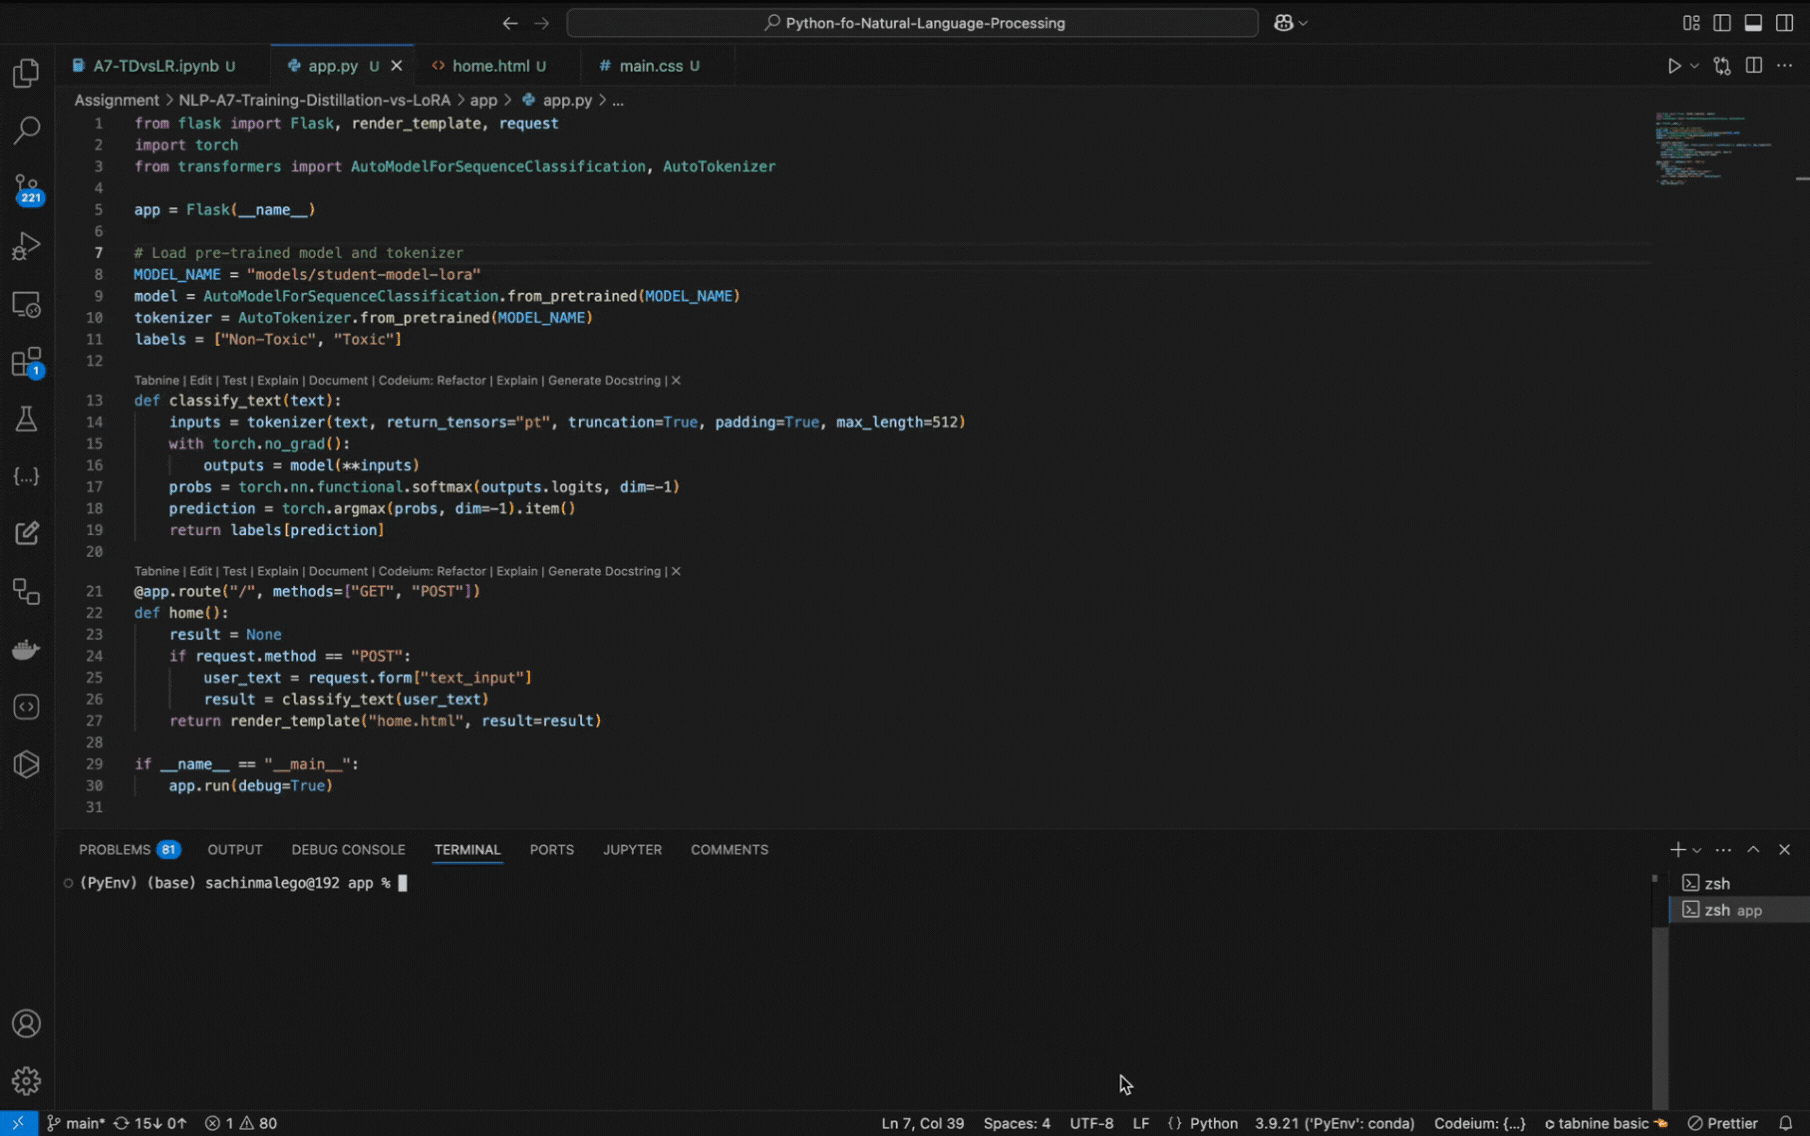 Python-fo-Natural-Language-Processing
A7-TDvsLR.ipynb U
app.py U
home.html U
# main.css U
Assignment > NLP-A7-Training-Distillation-vs-LoRA > app > app.py > ...
1 from flask import Flask, render_template, request
2 import torch
3 from transformers import AutoModelForSequenceClassification, AutoTokenizer
4
5 app = Flask(__name__)
6
7 # Load pre-trained model and tokenizer
8 MODEL_NAME = "models/student-model-lora"
9 model = AutoModelForSequenceClassification.from_pretrained(MODEL_NAME)
10 tokenizer = AutoTokenizer.from_pretrained(MODEL_NAME)
11 labels = ["Non-Toxic", "Toxic"]
12
Tabnine | Edit | Test | Explain | Document | Codeium: Refactor | Explain | Generate Docstring | X
13 def classify_text(text):
14     inputs = tokenizer(text, return_tensors="pt", truncation=True, padding=True, max_length=512)
15     with torch.no_grad():
16         outputs = model(**inputs)
17     probs = torch.nn.functional.softmax(outputs.logits, dim=-1)
18     prediction = torch.argmax(probs, dim=-1).item()
19     return labels[prediction]
20
Tabnine | Edit | Test | Explain | Document | Codeium: Refactor | Explain | Generate Docstring | X
21 @app.route("/", methods=["GET", "POST"])
22 def home():
23     result = None
24     if request.method == "POST":
25         user_text = request.form["text_input"]
26         result = classify_text(user_text)
27     return render_template("home.html", result=result)
28
29 if __name__ == "__main__":
30     app.run(debug=True)
31
221
1
PROBLEMS 81 OUTPUT DEBUG CONSOLE TERMINAL PORTS JUPYTER COMMENTS
(PyEnv) (base) sachinmalego@192 app %
zsh
zsh app
main* 15↓ 0↑ 1 80 Ln 7, Col 39 Spaces: 4 UTF-8 LF {} Python 3.9.21 ('PyEnv': conda) Codeium: {...} tabnine basic Prettier